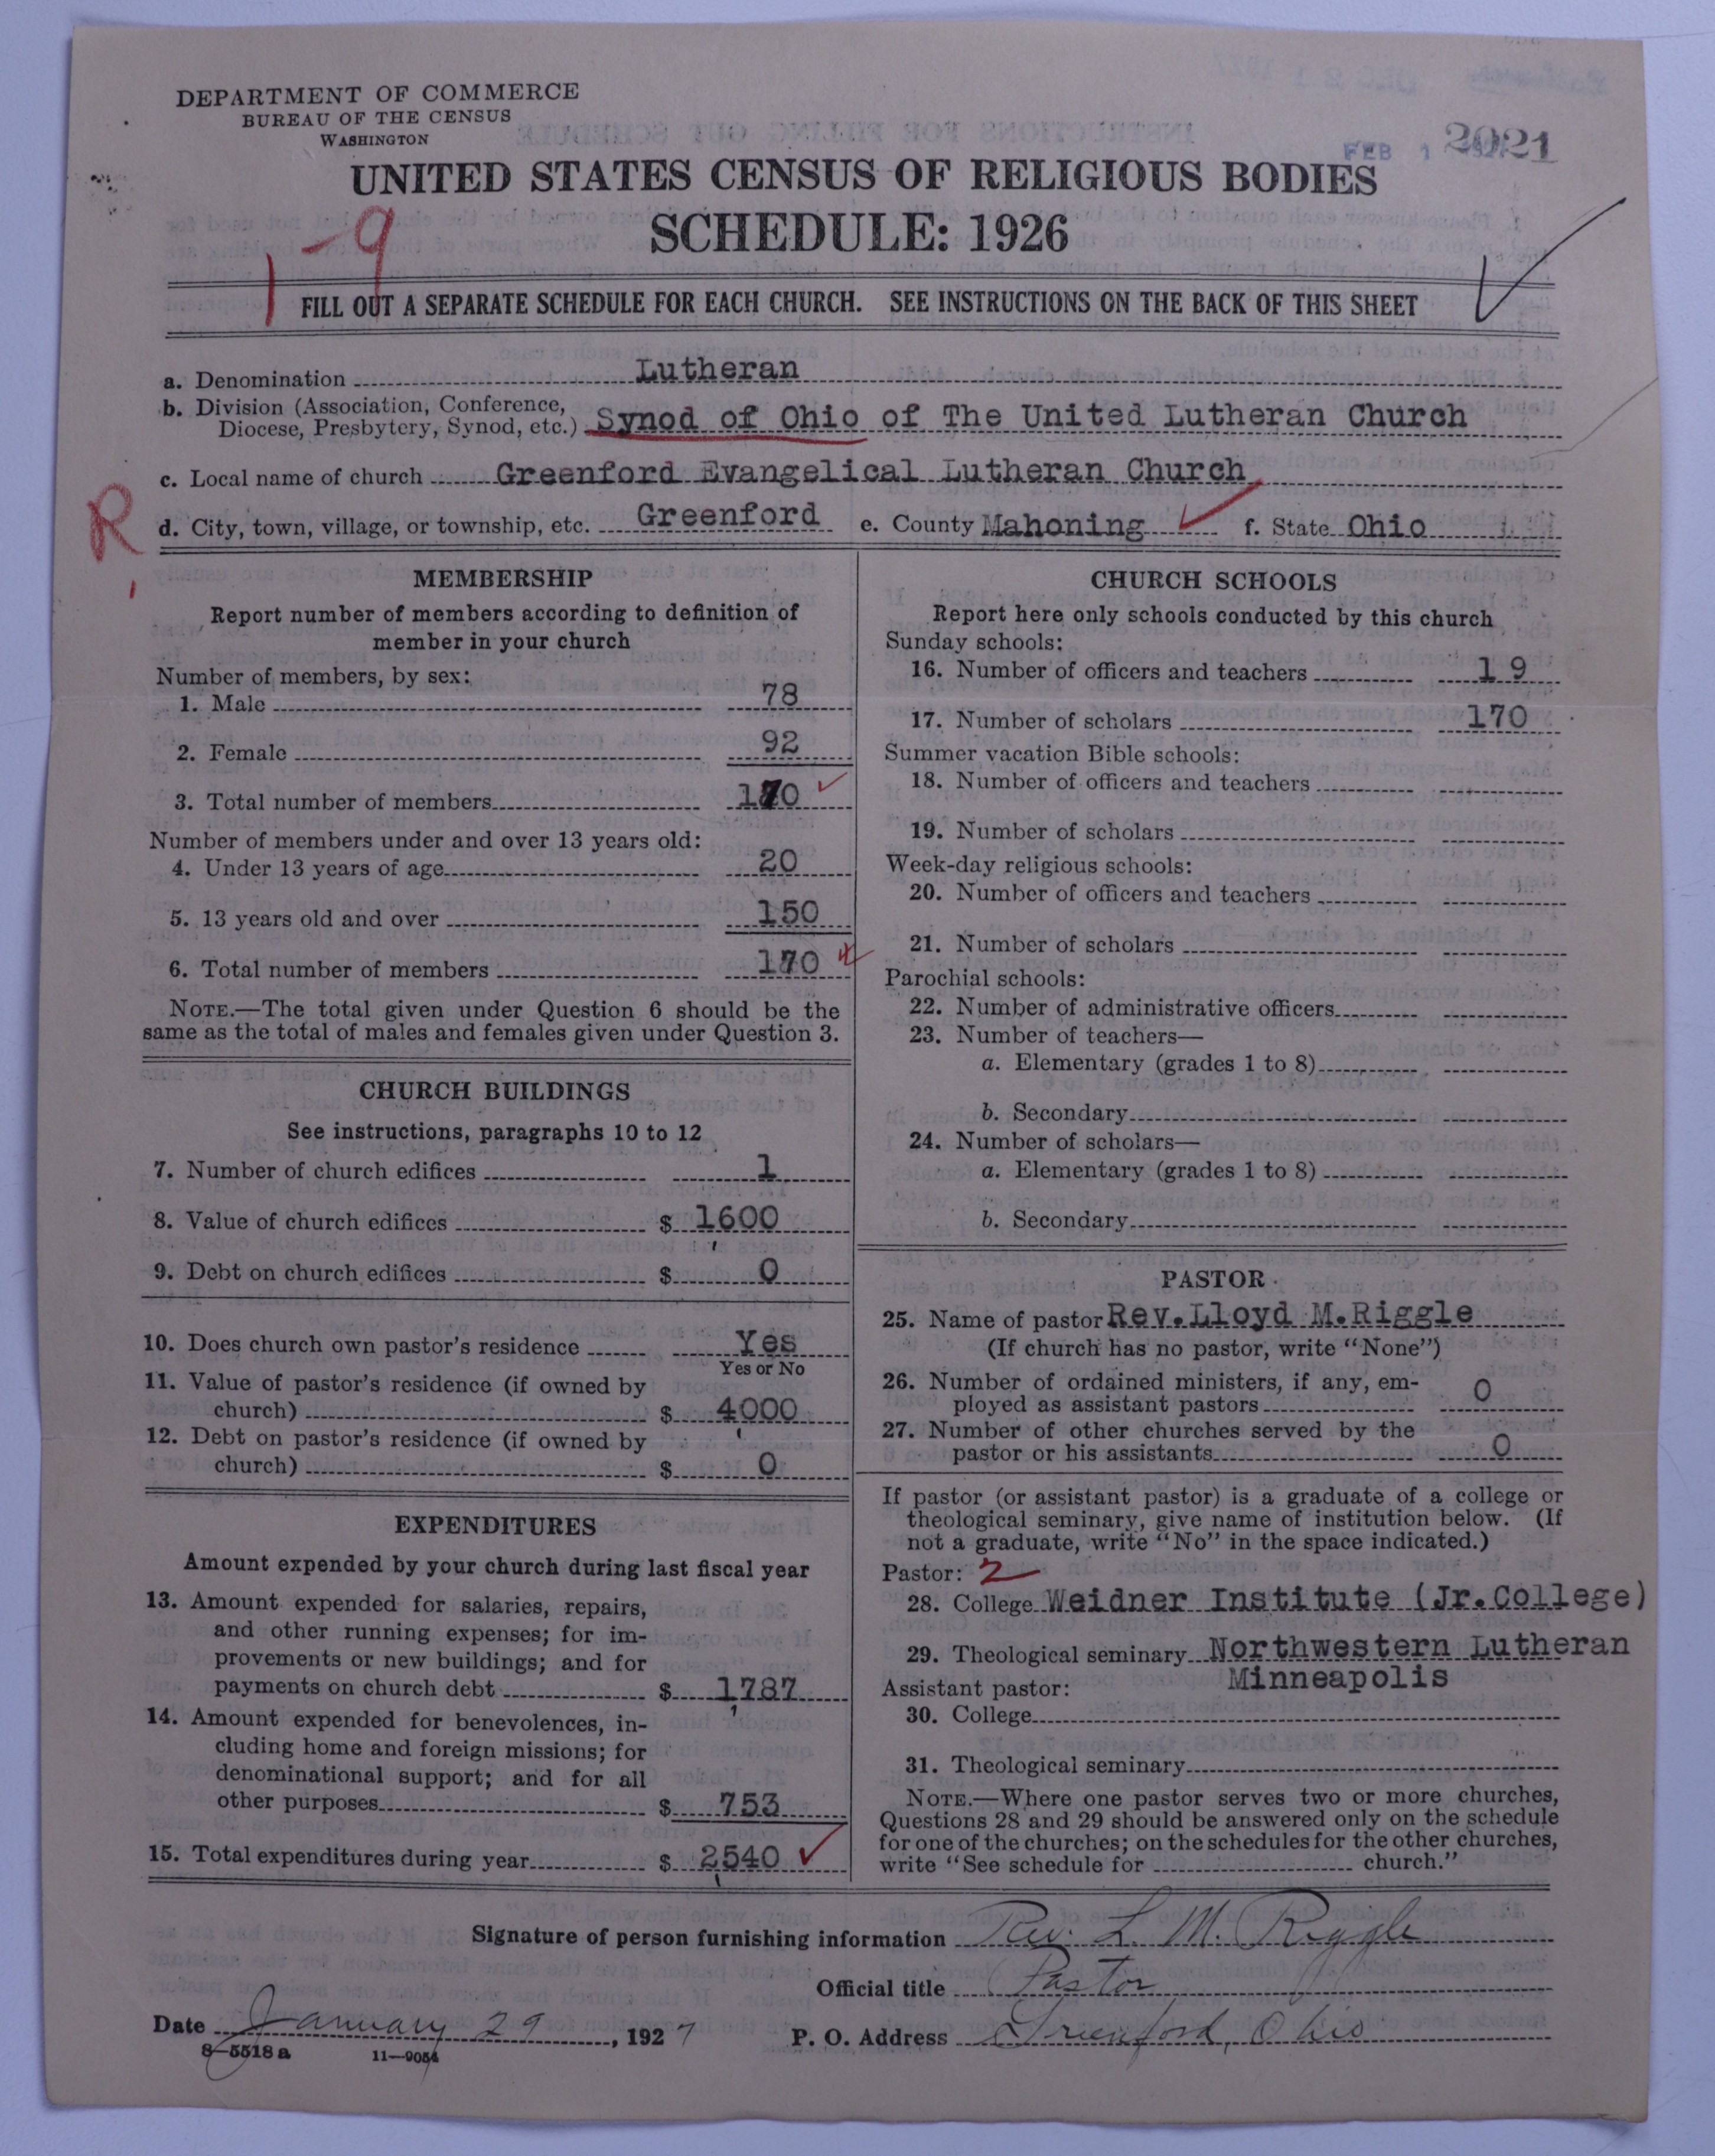 DEPARTMENT OF COMMERCE
BUREAU OF THE CENSUS
WASHINGTON
FEB 1
2021
UNITED STATES CENSUS OF RELIGIOUS BODIES
SCHEDULE: 1926
1-9
FILL OUT A SEPARATE SCHEDULE FOR EACH CHURCH. SEE INSTRUCTIONS ON THE BACK OF THIS SHEET
a. Denomination Lutheran
b. Division (Association, Conference, Diocese, Presbytery, Synod, etc.) Synod of Ohio of The United Lutheran Church
c. Local name of church Greenford Evangelical Lutheran Church
R
d. City, town, village, or township, etc. Greenford e. County Mahoning f. State Ohio
MEMBERSHIP
Report number of members according to definition of
member in your church
Number of members, by sex:
1. Male 78
2. Female 92
3. Total number of members 170
Number of members under and over 13 years old:
4. Under 13 years of age 20
5. 13 years old and over 150
6. Total number of members 170
NOTE.—The total given under Question 6 should be the
same as the total of males and females given under Question 3.
CHURCH BUILDINGS
See instructions, paragraphs 10 to 12
7. Number of church edifices 1
8. Value of church edifices $ 1600
9. Debt on church edifices $ 0
10. Does church own pastor's residence Yes
Yes or No
11. Value of pastor's residence (if owned by
church) $ 4000
12. Debt on pastor's residence (if owned by
church) $ 0
EXPENDITURES
Amount expended by your church during last fiscal year
13. Amount expended for salaries, repairs,
and other running expenses; for im-
provements or new buildings; and for
payments on church debt $ 1787
14. Amount expended for benevolences, in-
cluding home and foreign missions; for
denominational support; and for all
other purposes $ 753
15. Total expenditures during year $ 2540
CHURCH SCHOOLS
Report here only schools conducted by this church
Sunday schools:
16. Number of officers and teachers 19
17. Number of scholars 170
Summer vacation Bible schools:
18. Number of officers and teachers
19. Number of scholars
Week-day religious schools:
20. Number of officers and teachers
21. Number of scholars
Parochial schools:
22. Number of administrative officers
23. Number of teachers—
a. Elementary (grades 1 to 8)
b. Secondary
24. Number of scholars—
a. Elementary (grades 1 to 8)
b. Secondary
PASTOR
25. Name of pastor Rev.Lloyd M.Riggle
(If church has no pastor, write "None")
26. Number of ordained ministers, if any, em-
ployed as assistant pastors 0
27. Number of other churches served by the
pastor or his assistants 0
If pastor (or assistant pastor) is a graduate of a college or
theological seminary, give name of institution below. (If
not a graduate, write "No" in the space indicated.)
Pastor: 2
28. College Weidner Institute (Jr.College)
29. Theological seminary Northwestern Lutheran
Minneapolis
Assistant pastor:
30. College
31. Theological seminary
NOTE.—Where one pastor serves two or more churches,
Questions 28 and 29 should be answered only on the schedule
for one of the churches; on the schedules for the other churches,
write "See schedule for church."
Signature of person furnishing information Rev. L. M. Riggle
Official title Pastor
Date January 29, 1927 P. O. Address Greenford, Ohio
8-5518a 11-9054